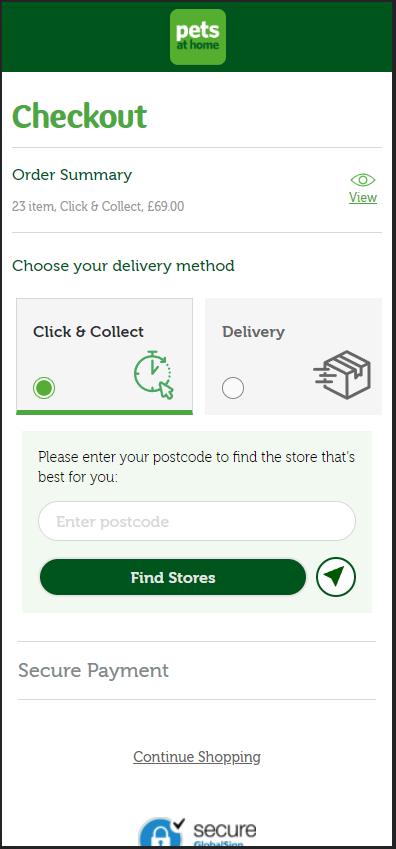 pets
at home
Checkout
Order Summary
23 item, Click & Collect, £69.00
View
Choose your delivery method
Click & Collect
Delivery
Please enter your postcode to find the store that's
best for you:
Enter postcode
Find Stores
Secure Payment
Continue Shopping
secure
GlobalSign